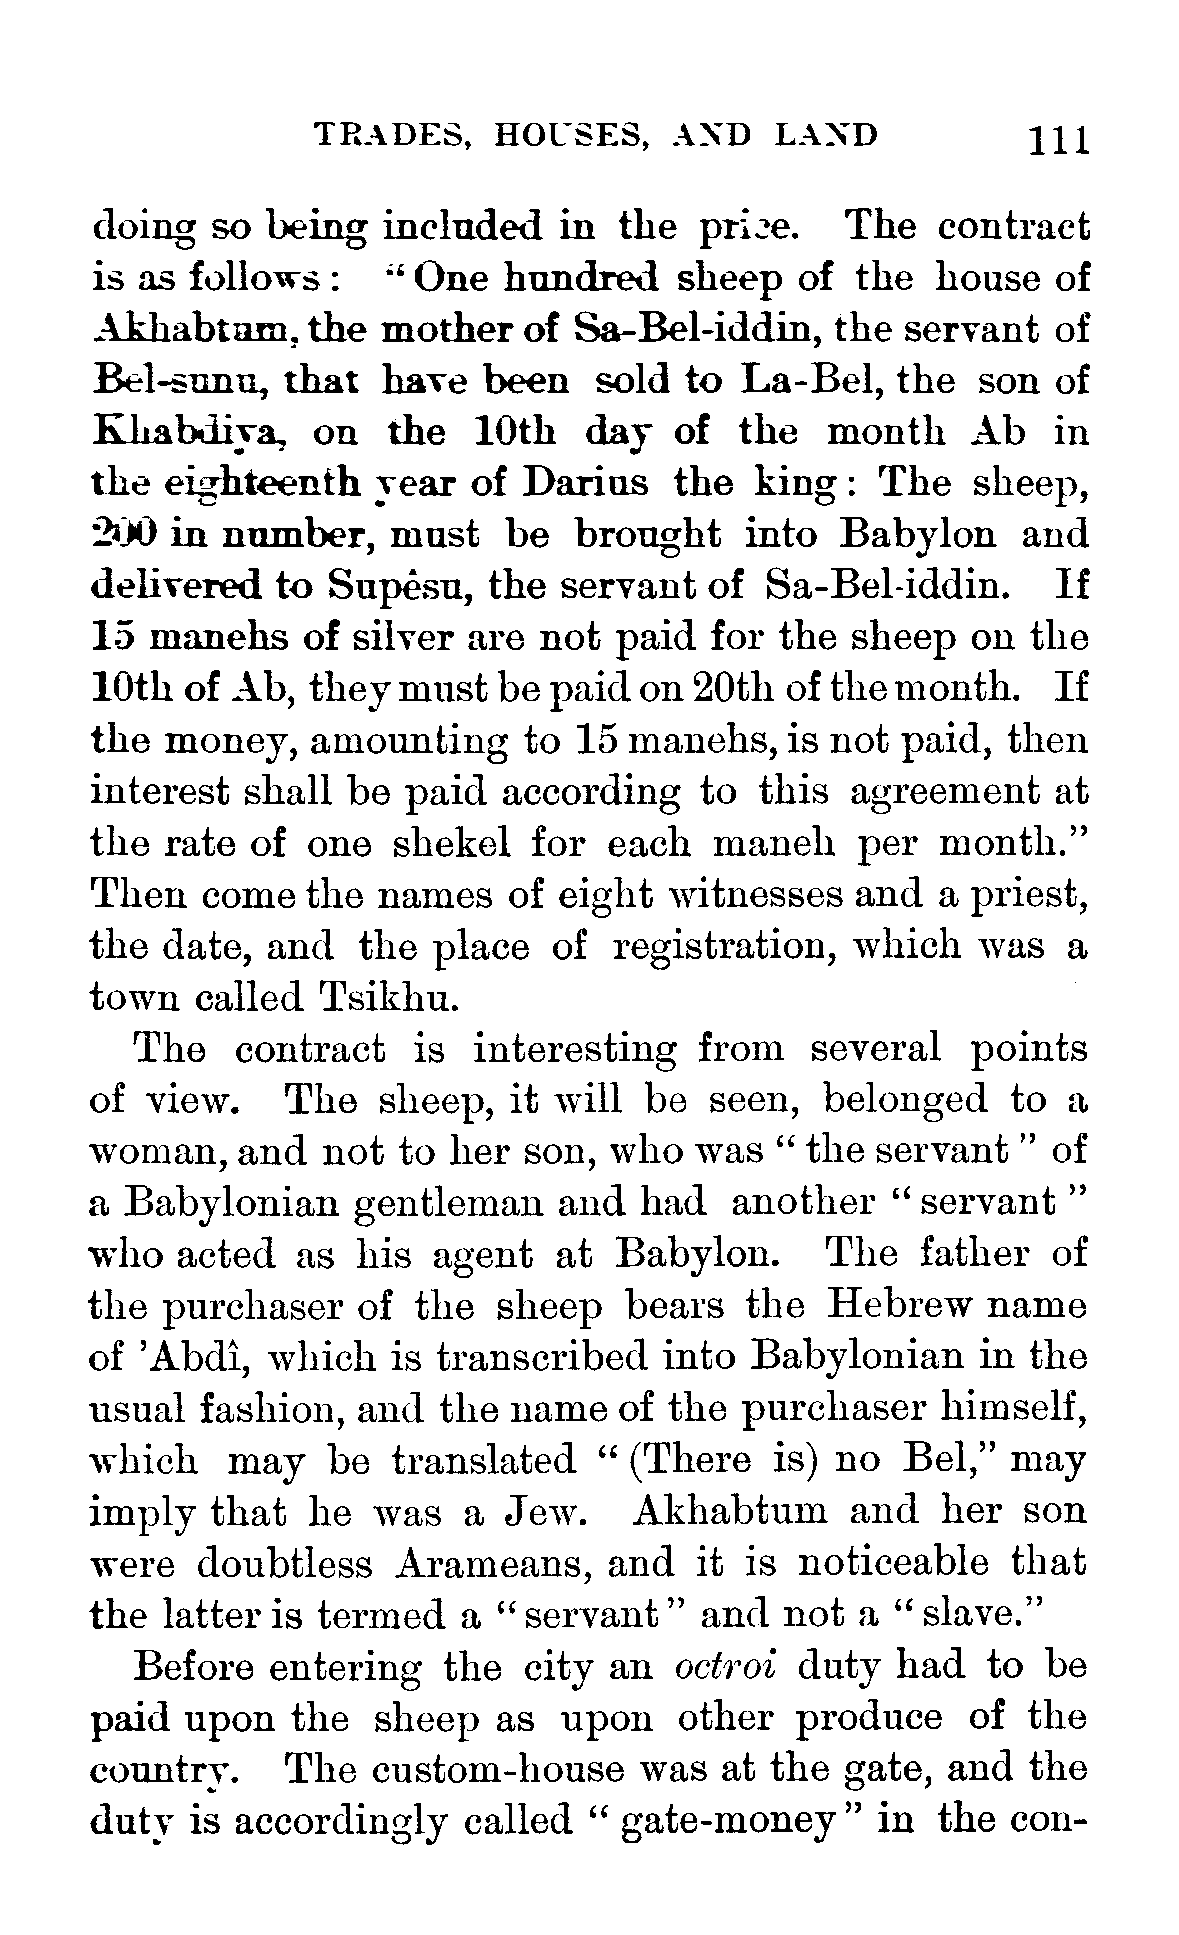 TRADES, HOUSES, AND LAND 111
doing so being included in the price. The contract
is as follows: "One hundred sheep of the house of
Akhabtum, the mother of Sa-Bel-iddin, the servant of
Bel-sunu, that have been sold to La-Bel, the son of
Khabdiya, on the 10th day of the month Ab in
the eighteenth year of Darius the king: The sheep,
200 in number, must be brought into Babylon and
delivered to Supêsu, the servant of Sa-Bel-iddin. If
15 manehs of silver are not paid for the sheep on the
10th of Ab, they must be paid on 20th of the month. If
the money, amounting to 15 manehs, is not paid, then
interest shall be paid according to this agreement at
the rate of one shekel for each maneh per month."
Then come the names of eight witnesses and a priest,
the date, and the place of registration, which was a
town called Tsikhu.
The contract is interesting from several points
of view. The sheep, it will be seen, belonged to a
woman, and not to her son, who was "the servant" of
a Babylonian gentleman and had another "servant"
who acted as his agent at Babylon. The father of
the purchaser of the sheep bears the Hebrew name
of 'Abdî, which is transcribed into Babylonian in the
usual fashion, and the name of the purchaser himself,
which may be translated "(There is) no Bel," may
imply that he was a Jew. Akhabtum and her son
were doubtless Arameans, and it is noticeable that
the latter is termed a "servant" and not a "slave."
Before entering the city an octroi duty had to be
paid upon the sheep as upon other produce of the
country. The custom-house was at the gate, and the
duty is accordingly called "gate-money" in the con-